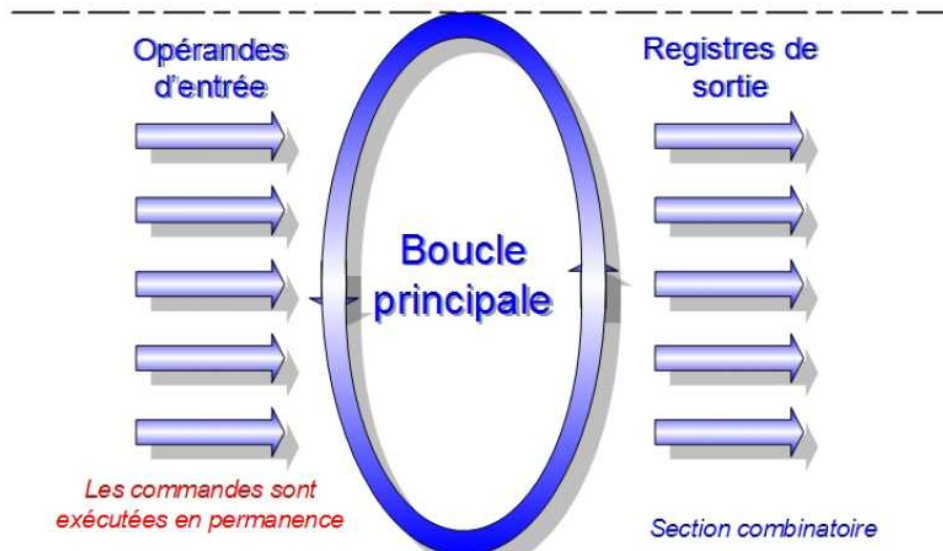 Opérandes
d'entrée
Registres de
sortie
Boucle
principale
Les commandes sont
exécutées en permanence
Section combinatoire